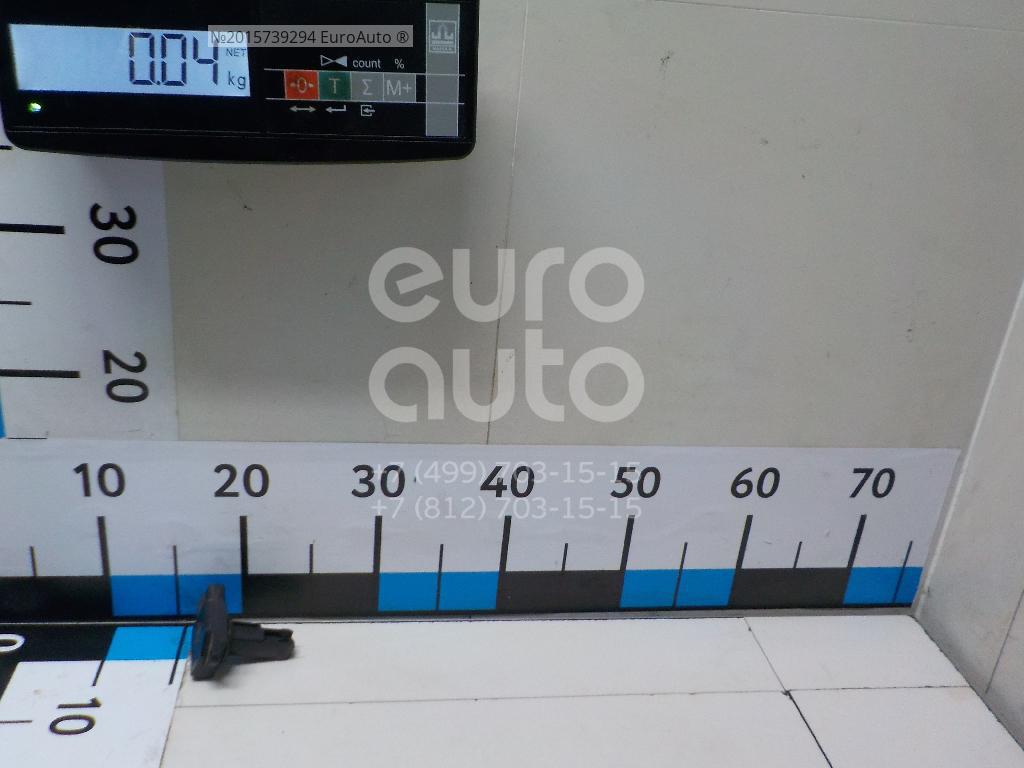 №2015739294 EuroAuto ®
0.04 NET kg
count %
0 T Σ M+
30
20
euro
auto
+7 (499) 703-15-15
+7 (812) 703-15-15
10 20 30 40 50 60 70
0
10